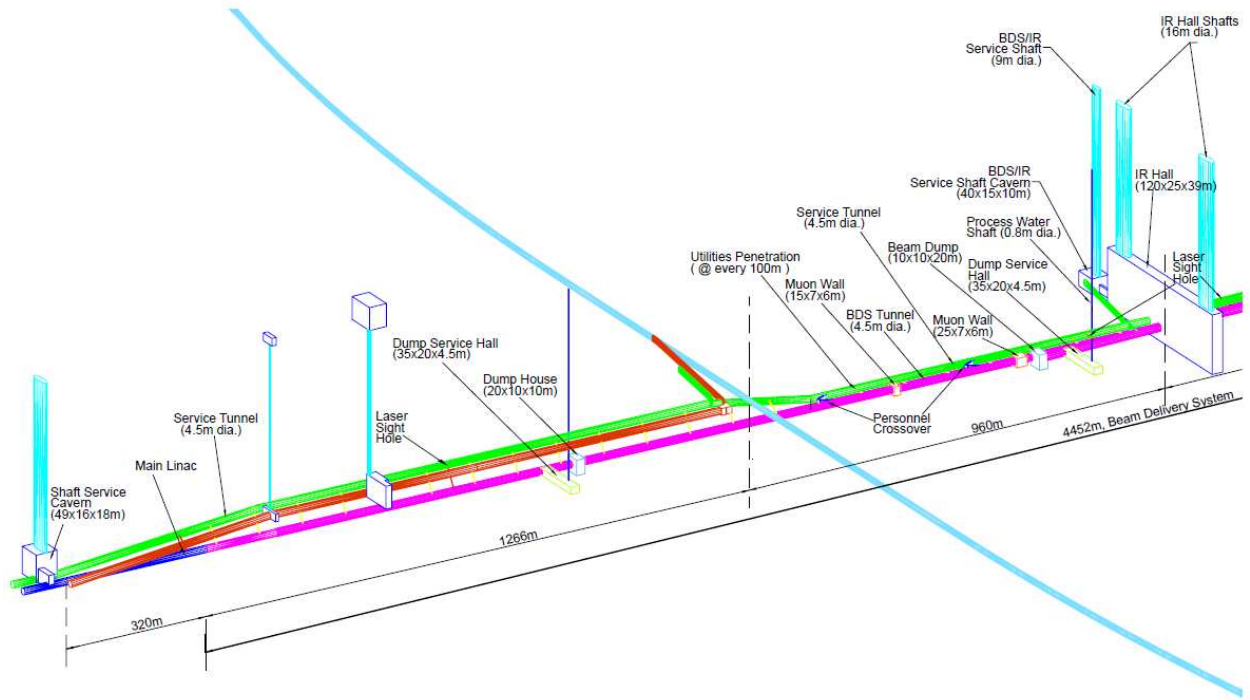 IR Hall Shafts
(16m dia.)
BDS/IR
Service Shaft
(9m dia.)
BDS/IR
Service Shaft Cavern
(40x15x10m)
IR Hall
(120x25x39m)
Service Tunnel
(4.5m dia.)
Process Water
Shaft (0.8m dia.)
Beam Dump
(10x10x20m)
Laser
Sight
Hole
Utilities Penetration
( @ every 100m )
Dump Service
Hall
(35x20x4.5m)
Muon Wall
(15x7x6m)
BDS Tunnel
(4.5m dia.)
Muon Wall
(25x7x6m)
Dump Service Hall
(35x20x4.5m)
Dump House
(20x10x10m)
Service Tunnel
(4.5m dia.)
Laser
Sight
Hole
Personnel
Crossover
Main Linac
Shaft Service
Cavern
(49x16x18m)
960m
4452m, Beam Delivery System
1266m
320m